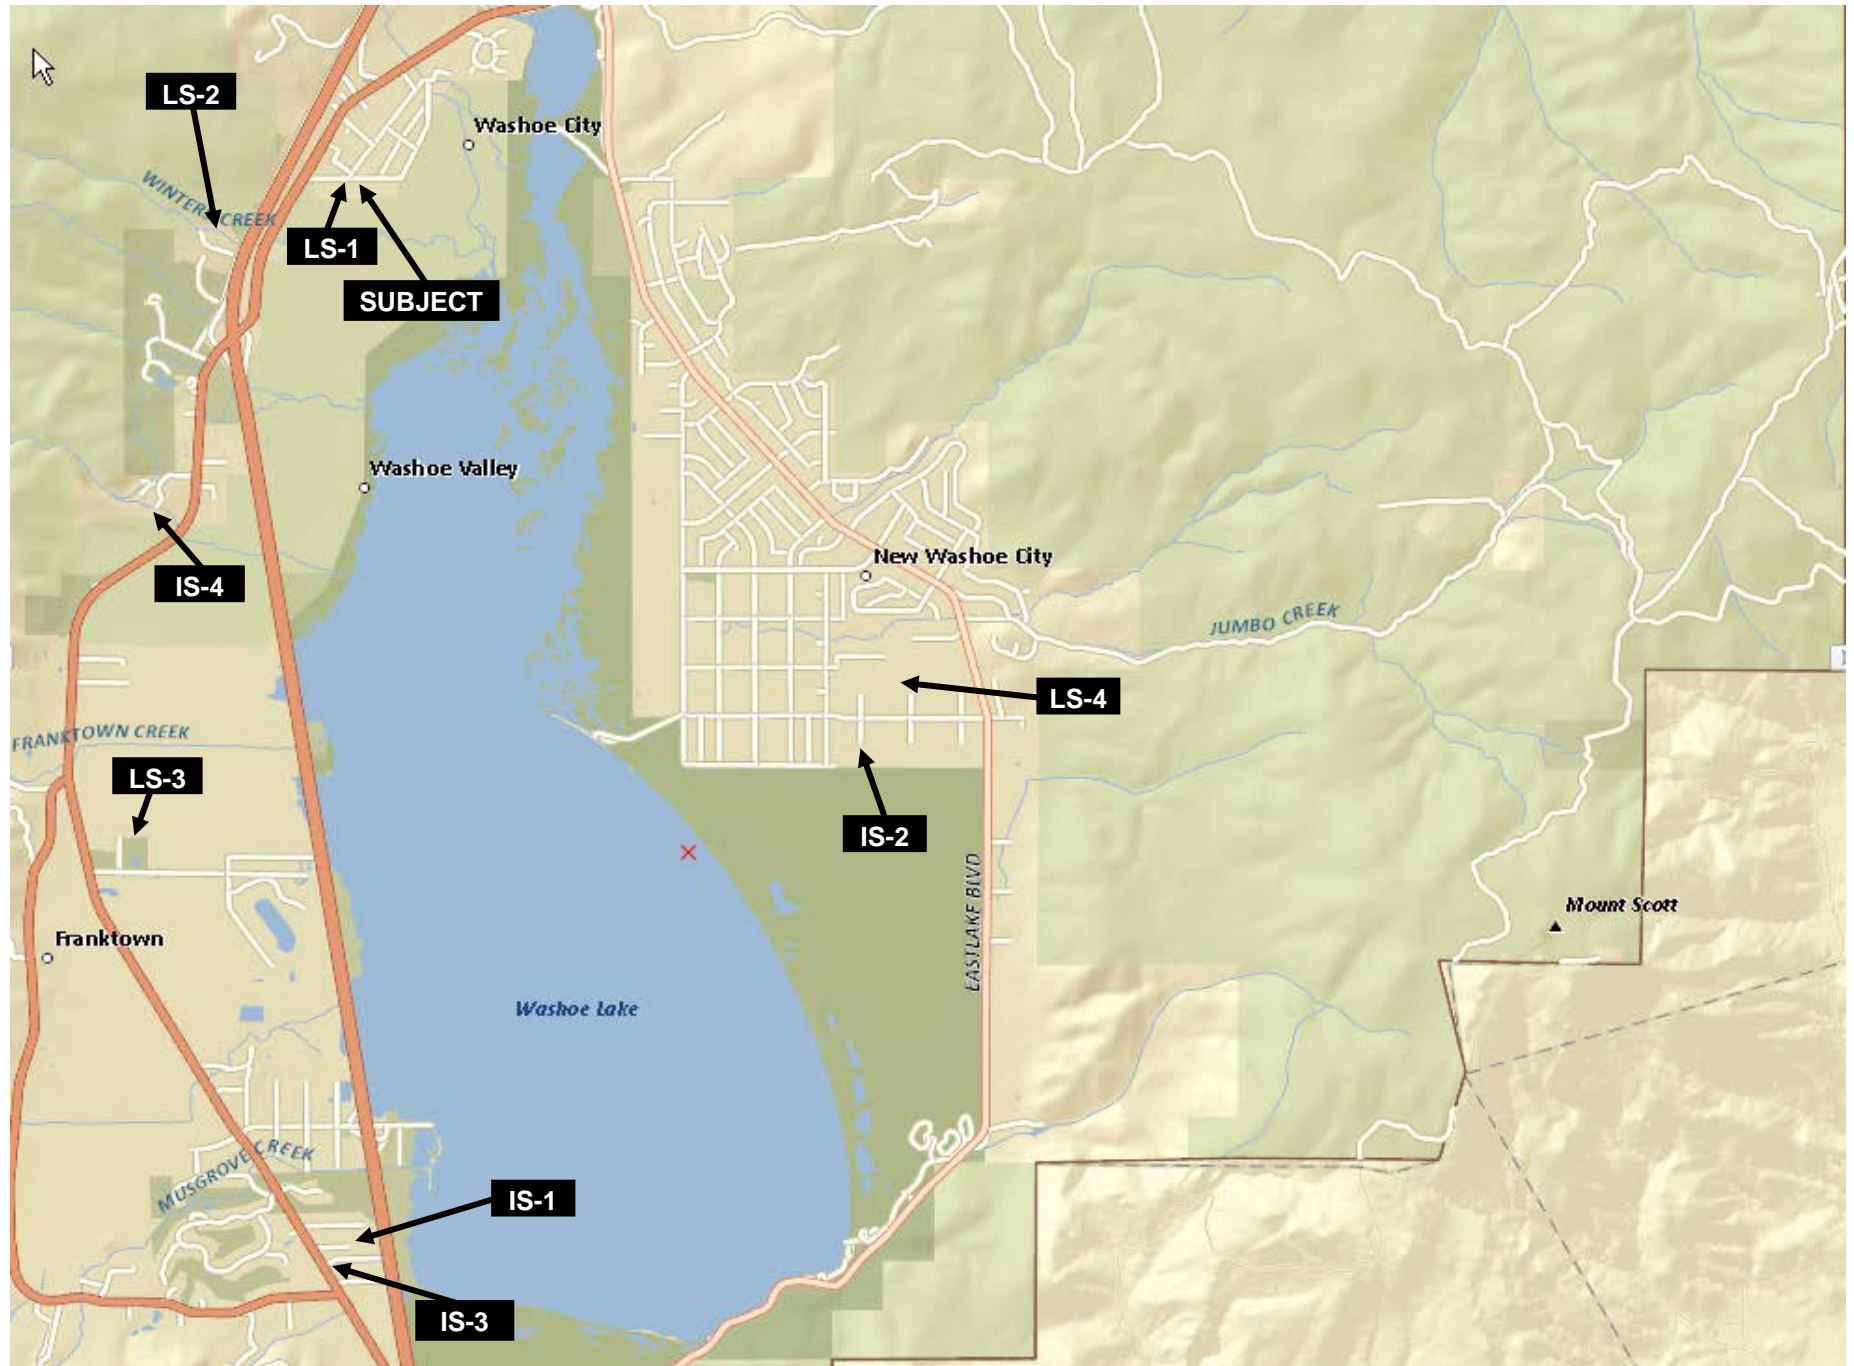 LS-2
Washoe City
WINTERS CREEK
LS-1
SUBJECT
Washoe Valley
New Washoe City
IS-4
JUMBO CREEK
LS-4
FRANKTOWN CREEK
LS-3
IS-2
EASTLAKE BLVD
Mount Scott
Franktown
Washoe Lake
MUSGROVE CREEK
IS-1
IS-3